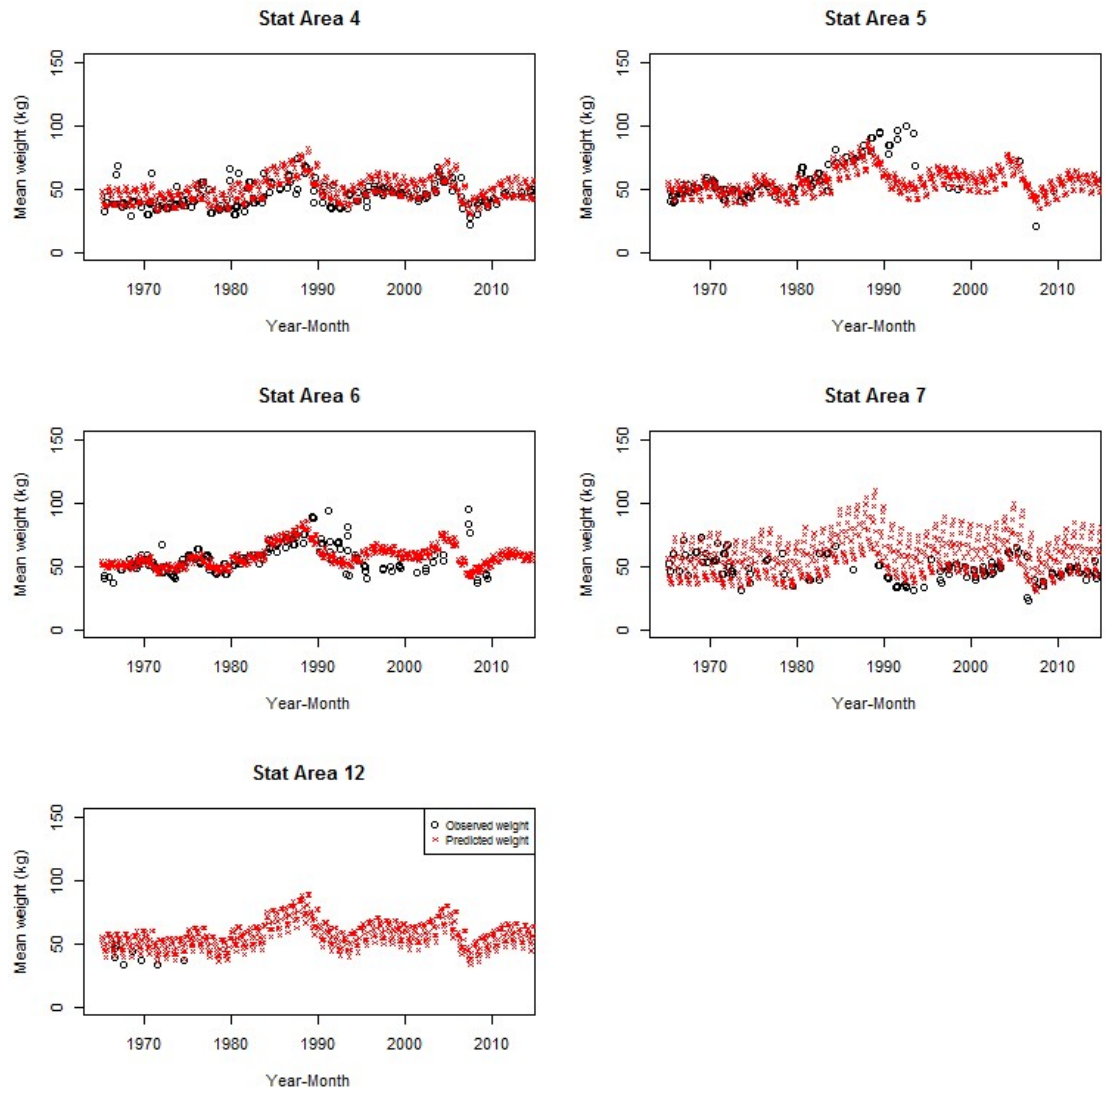 Stat Area 4
Mean weight (kg)
150
100
50
0
1970 1980 1990 2000 2010
Year-Month
Stat Area 5
Mean weight (kg)
150
100
50
0
1970 1980 1990 2000 2010
Year-Month
Stat Area 6
Mean weight (kg)
150
100
50
0
1970 1980 1990 2000 2010
Year-Month
Stat Area 7
Mean weight (kg)
150
100
50
0
1970 1980 1990 2000 2010
Year-Month
Stat Area 12
Mean weight (kg)
150
100
50
0
Observed weight
Predicted weight
1970 1980 1990 2000 2010
Year-Month